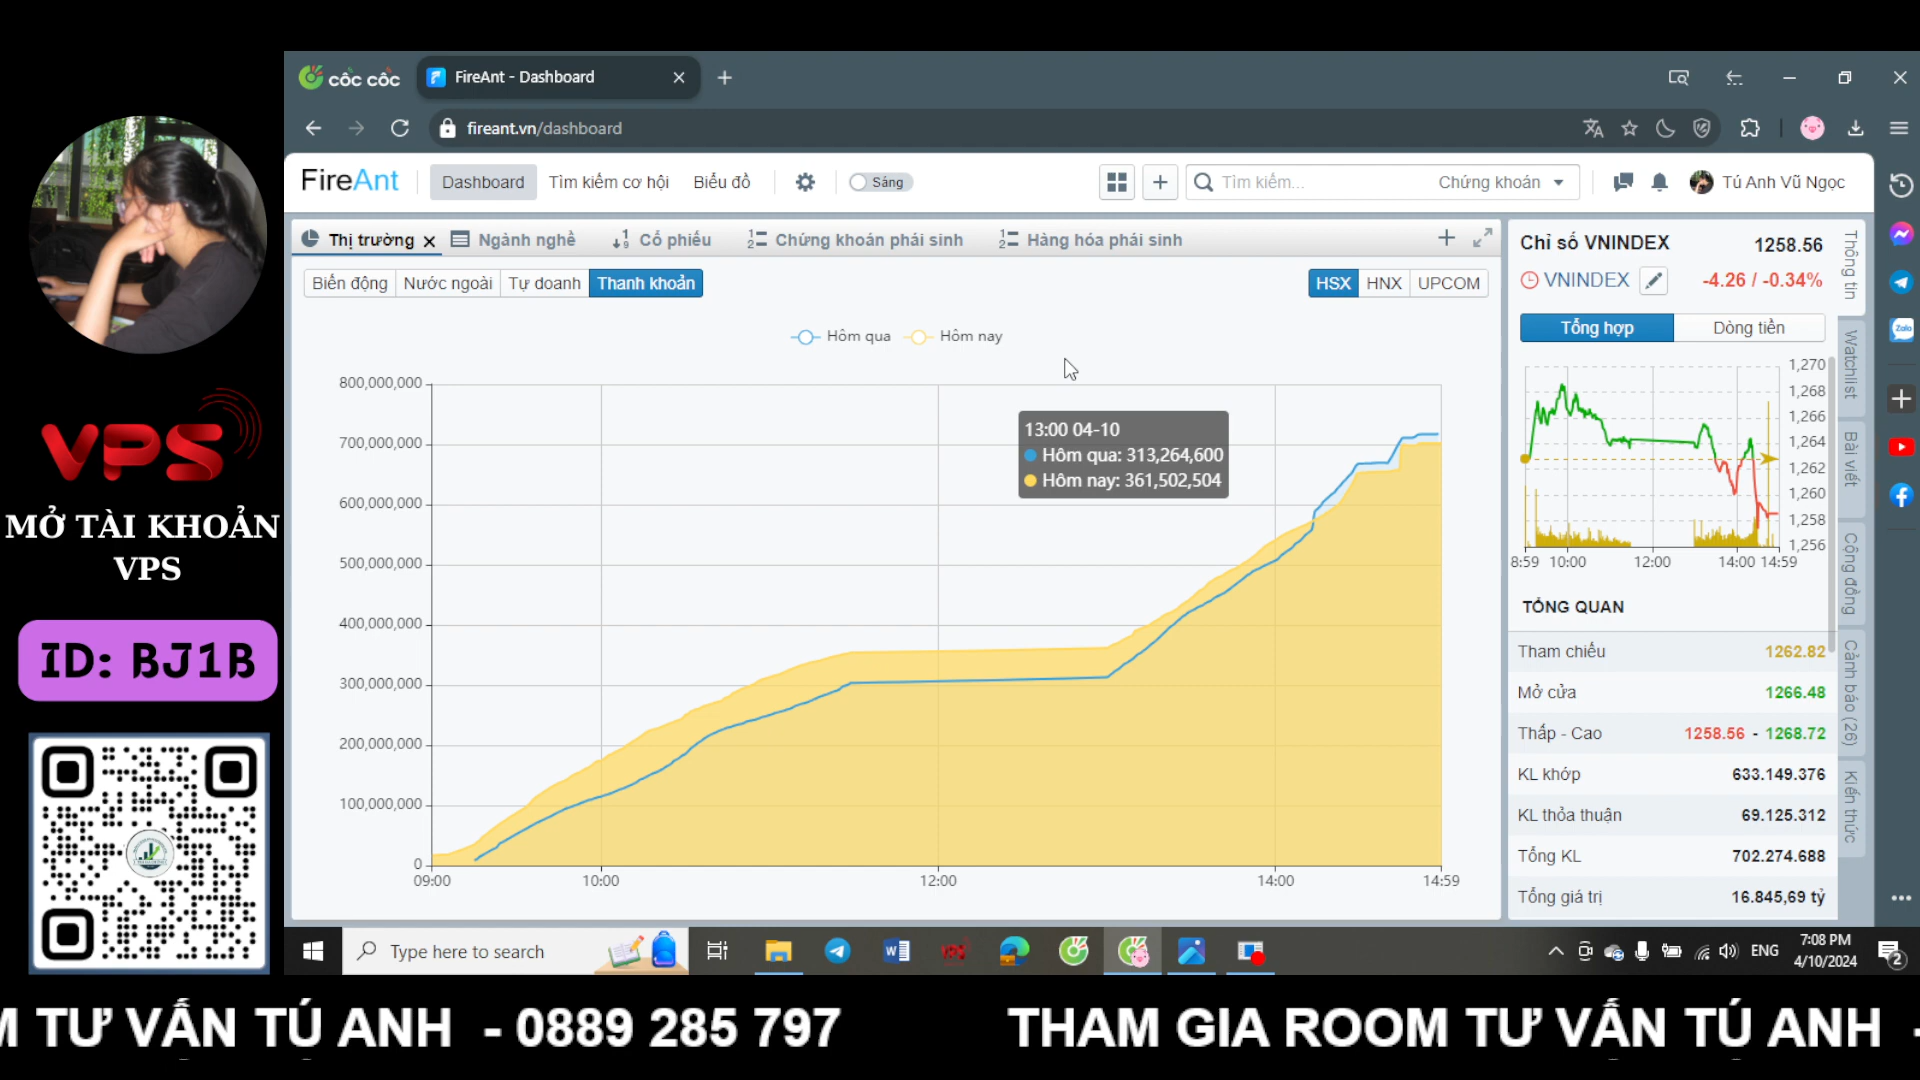 cốc cốc
FireAnt - Dashboard
fireant.vn/dashboard
FireAnt
Dashboard
Tìm kiếm cơ hội
Biểu đồ
Sáng
Tìm kiếm...
Chứng khoán
Tú Anh Vũ Ngọc
Thị trường
Ngành nghề
Cổ phiếu
Chứng khoán phái sinh
Hàng hóa phái sinh
Biến động
Nước ngoài
Tự doanh
Thanh khoản
HSX
HNX
UPCOM
Hôm qua
Hôm nay
800,000,000
700,000,000
600,000,000
500,000,000
400,000,000
300,000,000
200,000,000
100,000,000
0
09:00
10:00
12:00
14:00
14:59
13:00 04-10
Hôm qua: 313,264,600
Hôm nay: 361,502,504
Chỉ số VNINDEX 1258.56
VNINDEX -4.26 / -0.34%
Tổng hợp
Dòng tiền
1,270
1,268
1,266
1,264
1,262
1,260
1,258
1,256
8:59 10:00 12:00 14:00 14:59
TỔNG QUAN
Tham chiếu 1262.82
Mở cửa 1266.48
Thấp - Cao 1258.56 - 1268.72
KL khớp 633.149.376
KL thỏa thuận 69.125.312
Tổng KL 702.274.688
Tổng giá trị 16.845,69 tỷ
Thông tin
Watchlist
Bài viết
Cộng đồng
Cảnh báo (26)
Kiến thức
Zalo
VPS
MỞ TÀI KHOẢN
VPS
ID: BJ1B
Type here to search
ENG
7:08 PM
4/10/2024
2
M TƯ VẤN TÚ ANH - 0889 285 797
THAM GIA ROOM TƯ VẤN TÚ ANH -